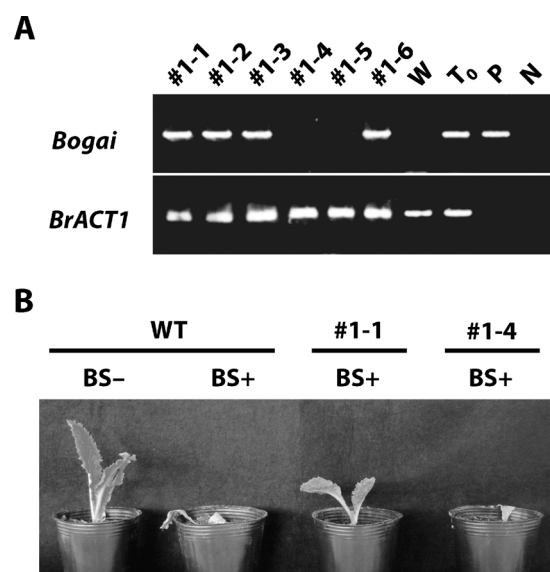 A
#1-1 #1-2 #1-3 #1-4 #1-5 #1-6 W T₀ P N
Bogai
BrACT1
B
WT #1-1 #1-4
BS– BS+ BS+ BS+